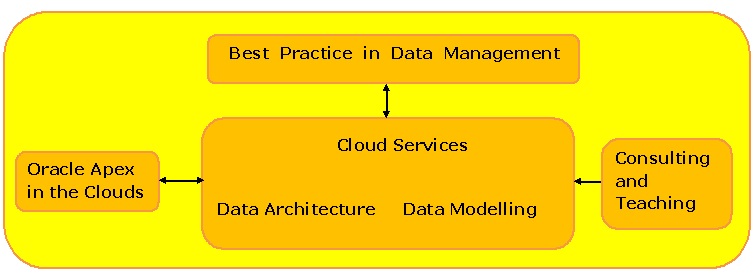 Best Practice in Data Management
Cloud Services
Oracle Apex
in the Clouds
Data Architecture Data Modelling
Consulting
and
Teaching